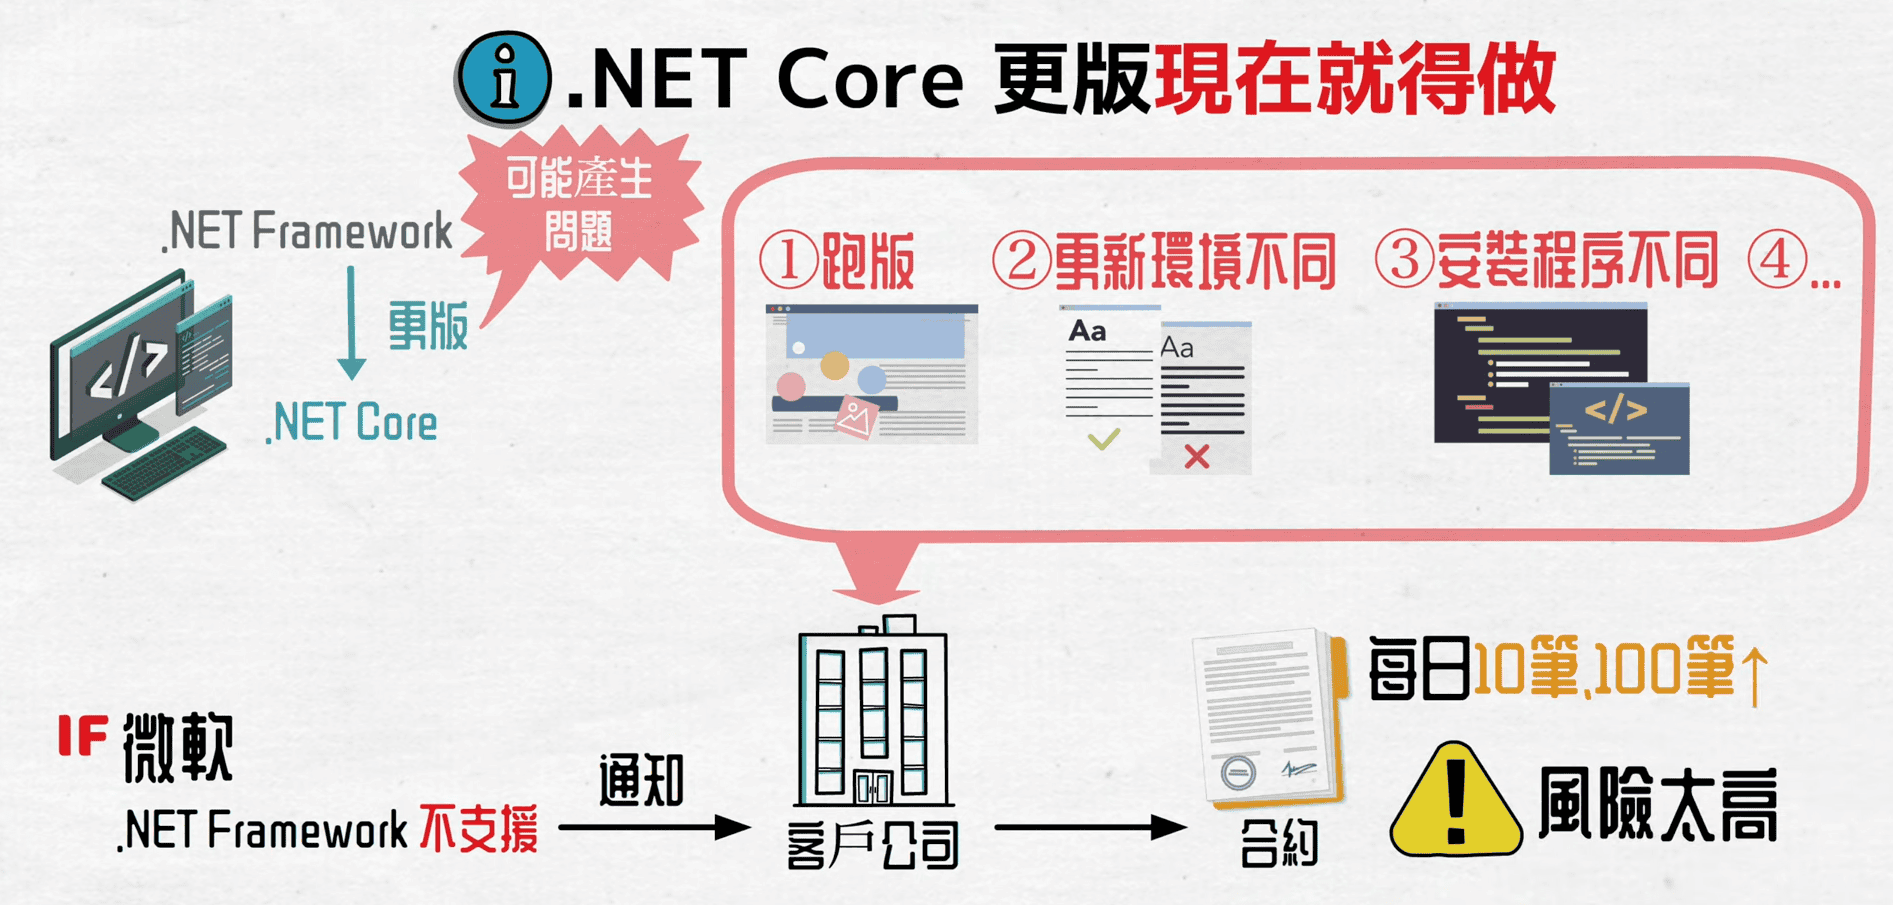 .NET Core 更版現在就得做
可能產生
問題
.NET Framework
更版
.NET Core
①跑版
②更新環境不同
③安裝程序不同
④...
Aa
Aa
</>
</>
每日10筆,100筆↑
IF 微軟
.NET Framework 不支援
通知
客戶公司
合約
風險太高